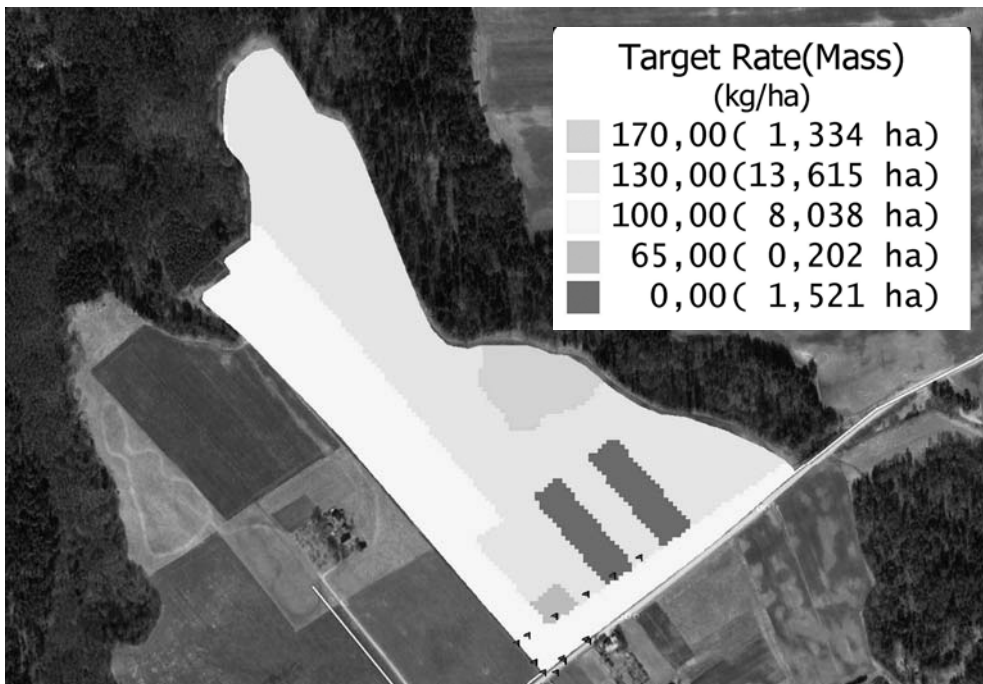 Target Rate(Mass)
(kg/ha)
170,00( 1,334 ha)
130,00(13,615 ha)
100,00( 8,038 ha)
65,00( 0,202 ha)
0,00( 1,521 ha)